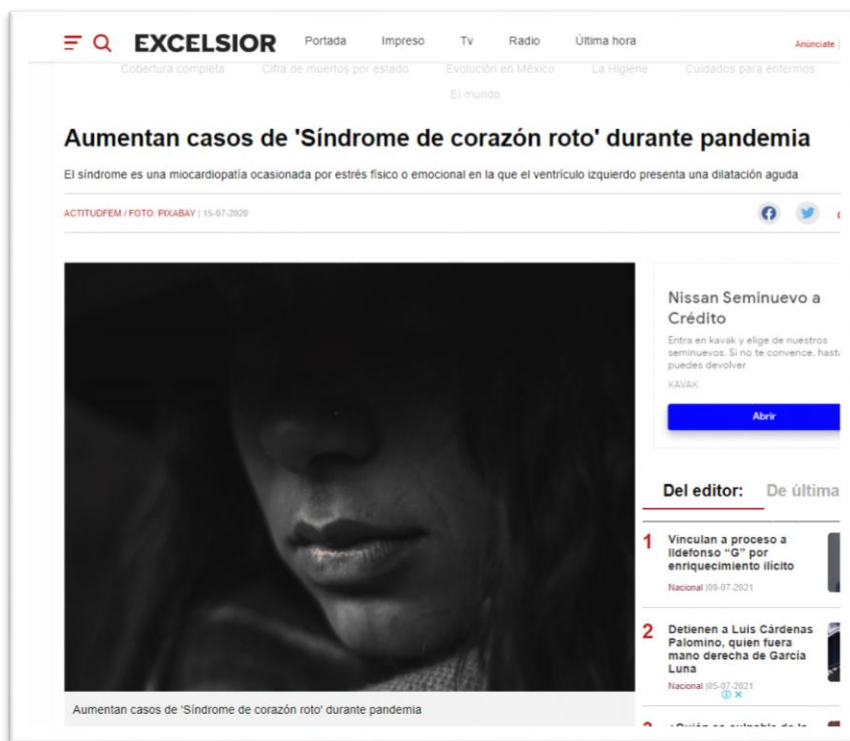 EXCELSIOR
Portada Impreso Tv Radio Última hora
Anúnciate
Cobertura completa Cifra de muertos por estado Evolución en México La Higiene Cuidados para enfermos
El mundo
Aumentan casos de 'Síndrome de corazón roto' durante pandemia
El síndrome es una miocardiopatía ocasionada por estrés físico o emocional en la que el ventrículo izquierdo presenta una dilatación aguda
ACTITUDFEM / FOTO: PIXABAY | 15-07-2020
Nissan Seminuevo a
Crédito
Entra en kavak y elige de nuestros
seminuevos. Si no te convence, hasta
puedes devolver
KAVAK
Abrir
Del editor: De última
1 Vinculan a proceso a
Ildefonso “G” por
enriquecimiento ilícito
Nacional |09-07-2021
2 Detienen a Luis Cárdenas
Palomino, quien fuera
mano derecha de García
Luna
Nacional |05-07-2021
Aumentan casos de 'Síndrome de corazón roto' durante pandemia